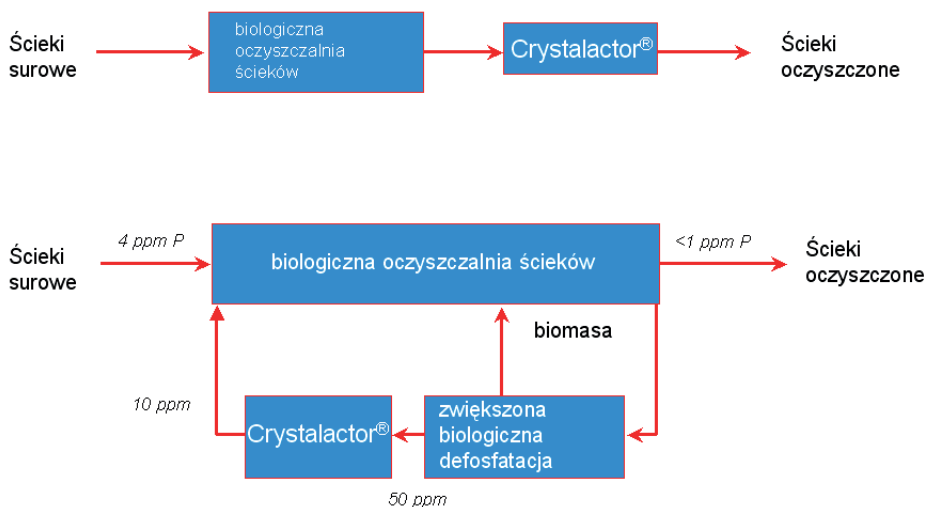 Ścieki
surowe
biologiczna
oczyszczalnia
ścieków
Crystalactor®
Ścieki
oczyszczone
Ścieki
surowe
4 ppm P
biologiczna oczyszczalnia ścieków
<1 ppm P
Ścieki
oczyszczone
biomasa
10 ppm
Crystalactor®
zwiększona
biologiczna
defosfatacja
50 ppm